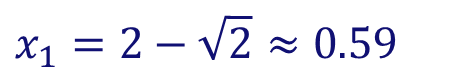 x₁ = 2 − √2 ≈ 0.59